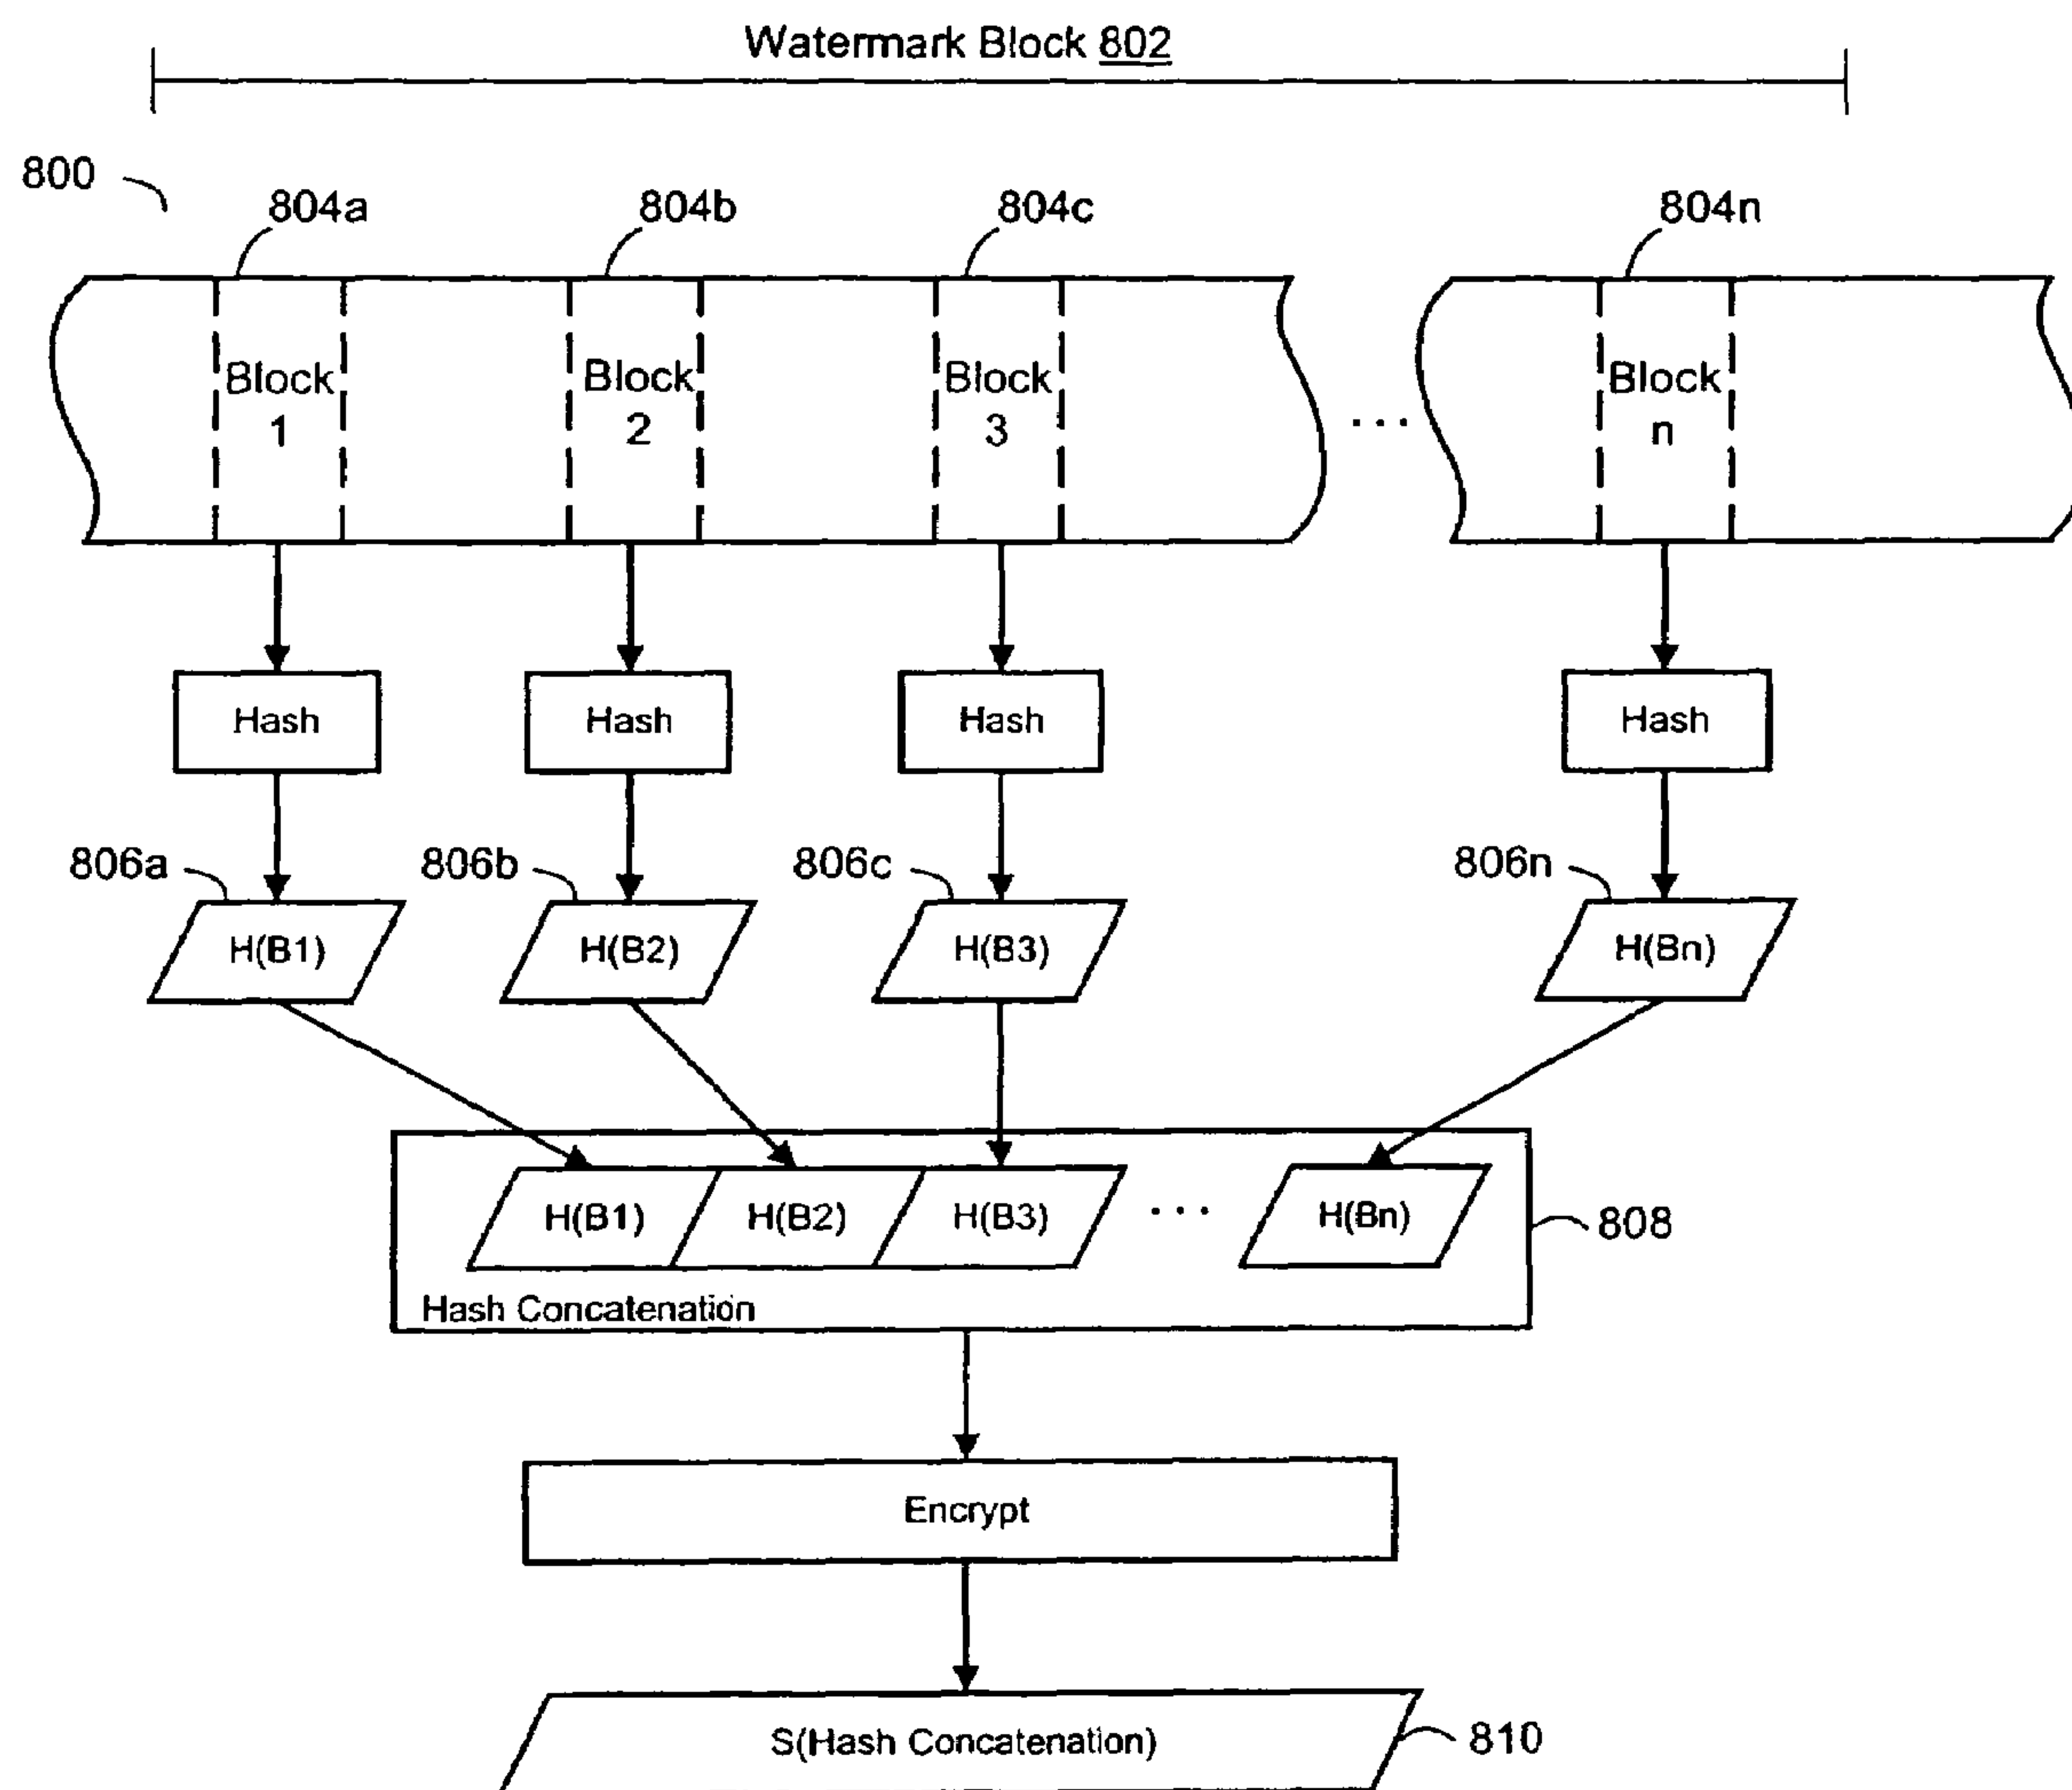 Watermark Block 802
800
804a 804b 804c 804n
Block 1 Block 2 Block 3 ... Block n
Hash Hash Hash Hash
806a 806b 806c 806n
H(B1) H(B2) H(B3) H(Bn)
H(B1) H(B2) H(B3) ... H(Bn)
808
Hash Concatenation
Encrypt
S(Hash Concatenation)
810